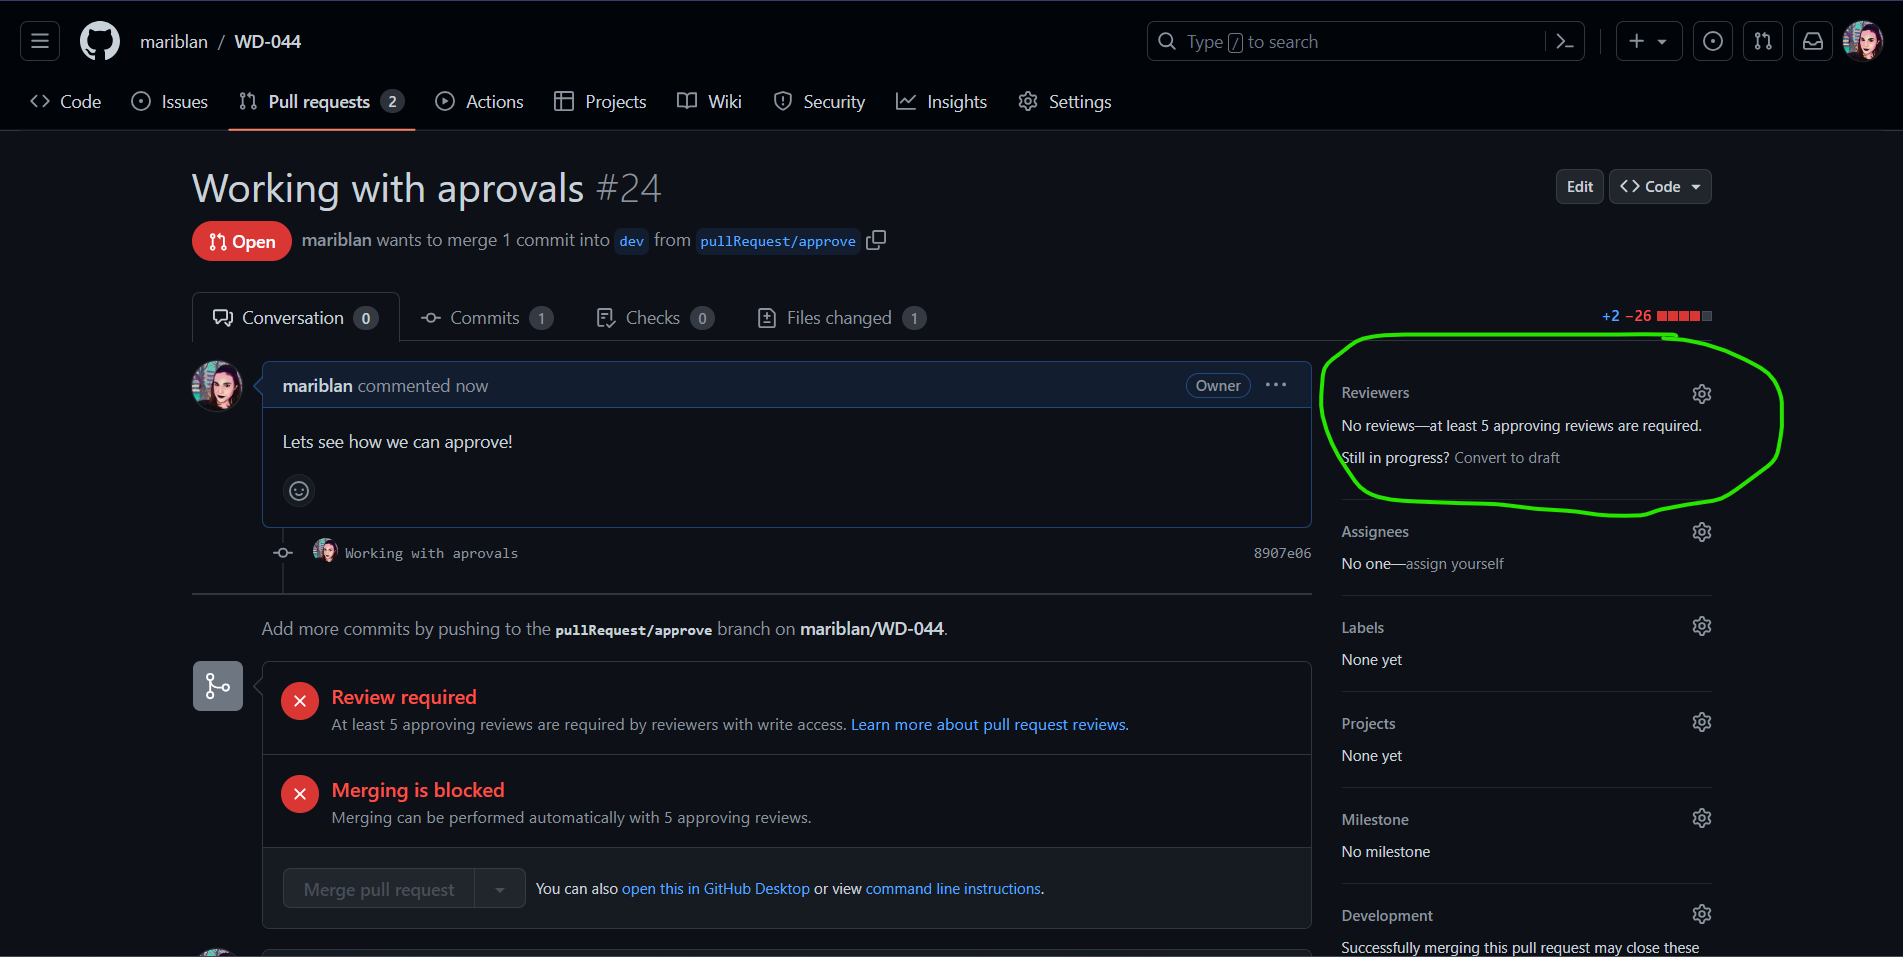 mariblan / WD-044
Type / to search
Code
Issues
Pull requests 2
Actions
Projects
Wiki
Security
Insights
Settings
Working with aprovals #24
Edit
Code
Open
mariblan wants to merge 1 commit into dev from pullRequest/approve
Conversation 0
Commits 1
Checks 0
Files changed 1
+2 −26
mariblan commented now
Owner
Lets see how we can approve!
Working with aprovals
8907e06
Add more commits by pushing to the pullRequest/approve branch on mariblan/WD-044.
Review required
At least 5 approving reviews are required by reviewers with write access. Learn more about pull request reviews.
Merging is blocked
Merging can be performed automatically with 5 approving reviews.
Merge pull request
You can also open this in GitHub Desktop or view command line instructions.
Reviewers
No reviews—at least 5 approving reviews are required.
Still in progress? Convert to draft
Assignees
No one—assign yourself
Labels
None yet
Projects
None yet
Milestone
No milestone
Development
Successfully merging this pull request may close these